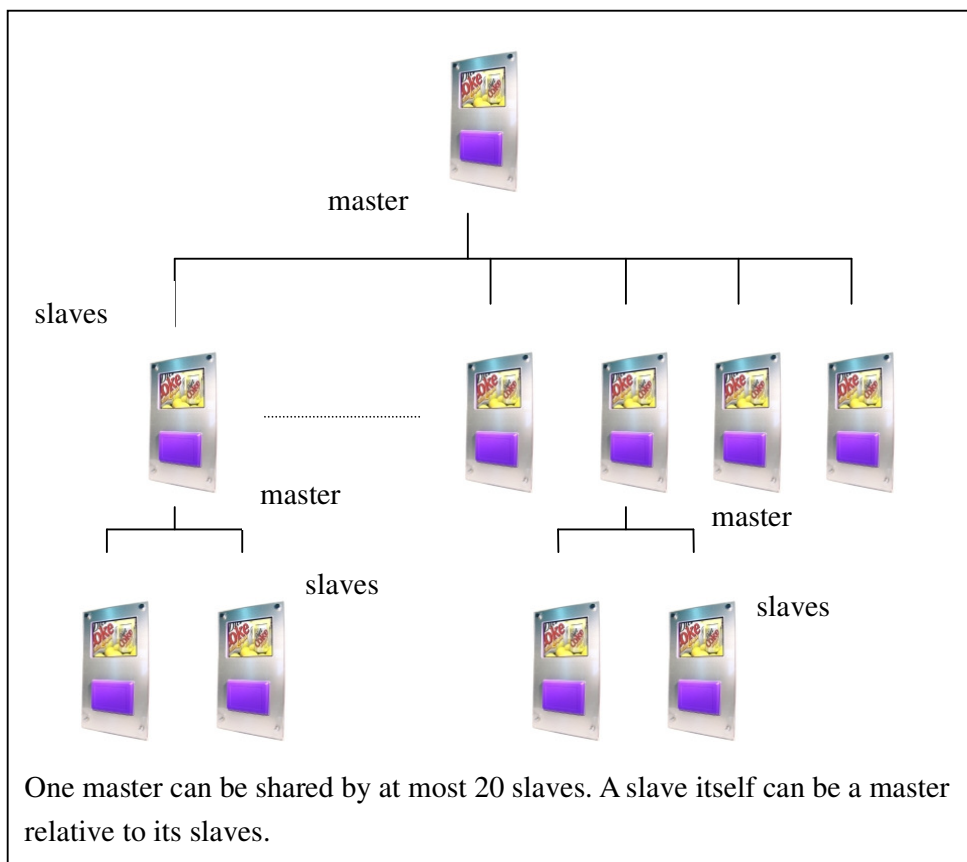 master
slaves
master
master
slaves
slaves
One master can be shared by at most 20 slaves. A slave itself can be a master
relative to its slaves.